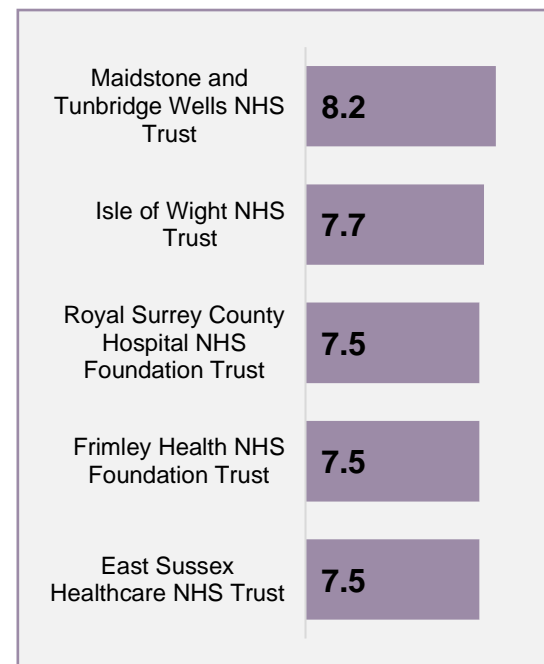 Maidstone and
Tunbridge Wells NHS
Trust
8.2
Isle of Wight NHS
Trust
7.7
Royal Surrey County
Hospital NHS
Foundation Trust
7.5
Frimley Health NHS
Foundation Trust
7.5
East Sussex
Healthcare NHS Trust
7.5